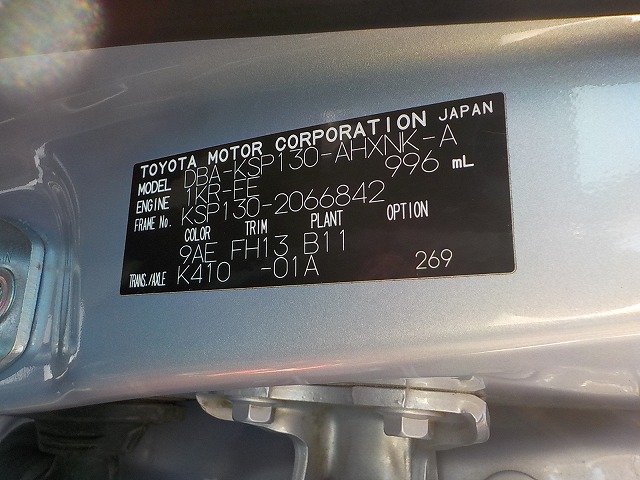 TOYOTA MOTOR CORPORATION JAPAN
MODEL DBA-KSP130-AHXNK-A
ENGINE 1KR-FE 996 mL
FRAME No. KSP130-2066842
COLOR TRIM PLANT OPTION
9AE FH13 B11
TRANS./AXLE K410 -01A 269